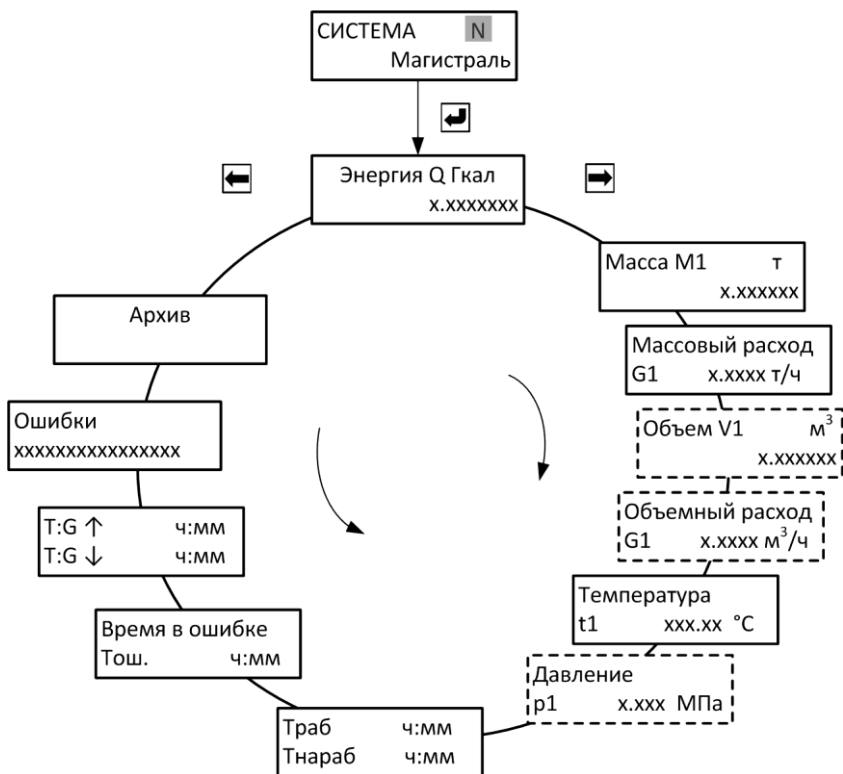 СИСТЕМА N
Магистраль
Энергия Q Гкал
x.xxxxxxx
Масса М1 т
x.xxxxxx
Массовый расход
G1 x.xxxx т/ч
Объем V1 м³
x.xxxxxx
Объемный расход
G1 x.xxxx м³/ч
Температура
t1 xxx.xx °C
Давление
p1 x.xxx МПа
Траб ч:мм
Тнараб ч:мм
Время в ошибке
Тош. ч:мм
T:G ↑ ч:мм
T:G ↓ ч:мм
Ошибки
xxxxxxxxxxxxxxxx
Архив